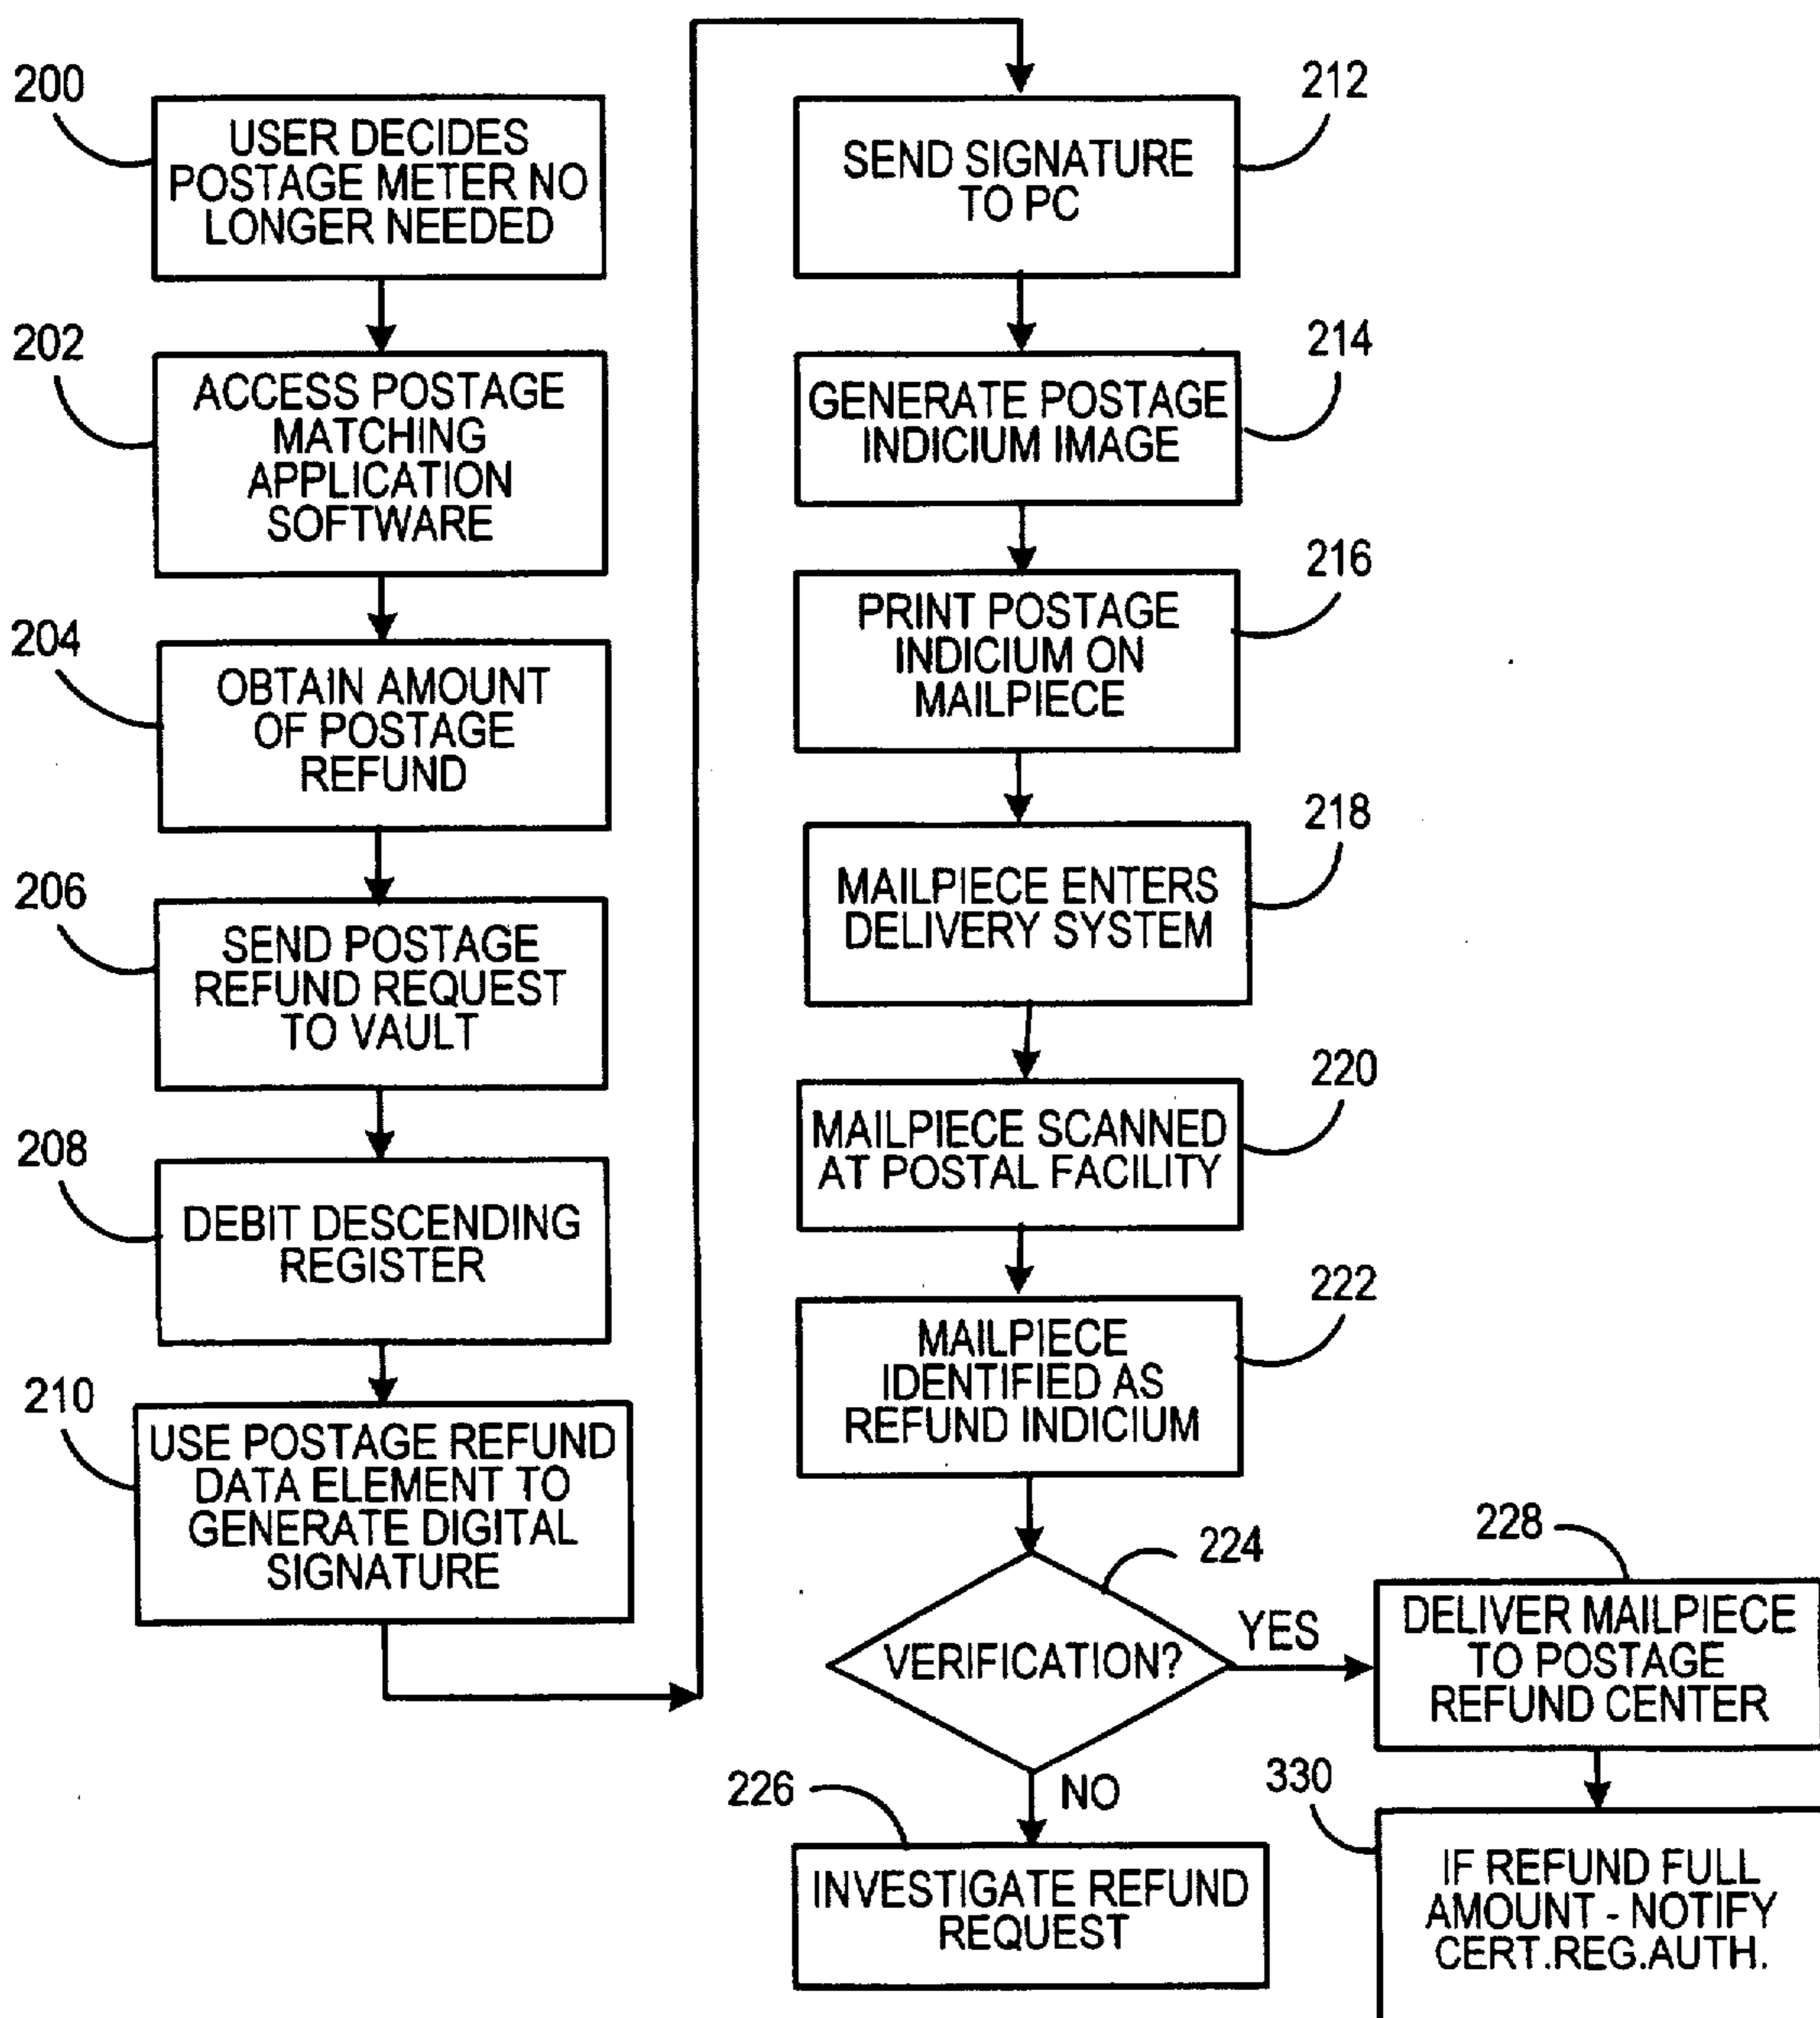 200
USER DECIDES
POSTAGE METER NO
LONGER NEEDED
202
ACCESS POSTAGE
MATCHING
APPLICATION
SOFTWARE
204
OBTAIN AMOUNT
OF POSTAGE
REFUND
206
SEND POSTAGE
REFUND REQUEST
TO VAULT
208
DEBIT DESCENDING
REGISTER
210
USE POSTAGE REFUND
DATA ELEMENT TO
GENERATE DIGITAL
SIGNATURE
212
SEND SIGNATURE
TO PC
214
GENERATE POSTAGE
INDICIUM IMAGE
216
PRINT POSTAGE
INDICIUM ON
MAILPIECE
218
MAILPIECE ENTERS
DELIVERY SYSTEM
220
MAILPIECE SCANNED
AT POSTAL FACILITY
222
MAILPIECE
IDENTIFIED AS
REFUND INDICIUM
224
VERIFICATION?
YES
NO
226
INVESTIGATE REFUND
REQUEST
228
DELIVER MAILPIECE
TO POSTAGE
REFUND CENTER
330
IF REFUND FULL
AMOUNT - NOTIFY
CERT.REG.AUTH.